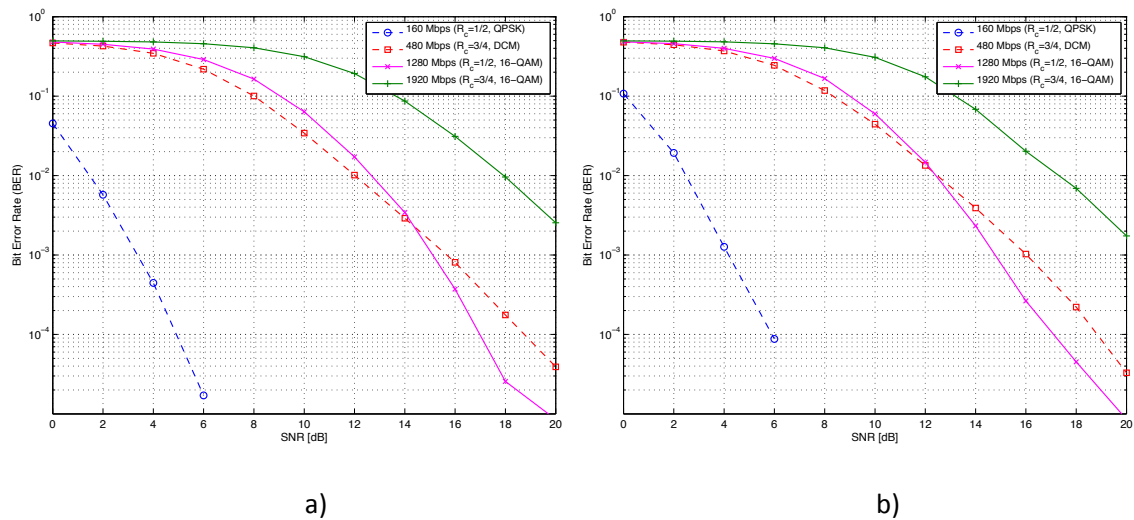 10^0
10^-1
10^-2
10^-3
10^-4
Bit Error Rate (BER)
0 2 4 6 8 10 12 14 16 18 20
SNR [dB]
160 Mbps (R_c=1/2, QPSK)
480 Mbps (R_c=3/4, DCM)
1280 Mbps (R_c=1/2, 16-QAM)
1920 Mbps (R_c=3/4, 16-QAM)
a)
10^0
10^-1
10^-2
10^-3
10^-4
Bit Error Rate (BER)
0 2 4 6 8 10 12 14 16 18 20
SNR [dB]
160 Mbps (R_c=1/2, QPSK)
480 Mbps (R_c=3/4, DCM)
1280 Mbps (R_c=1/2, 16-QAM)
1920 Mbps (R_c=3/4, 16-QAM)
b)